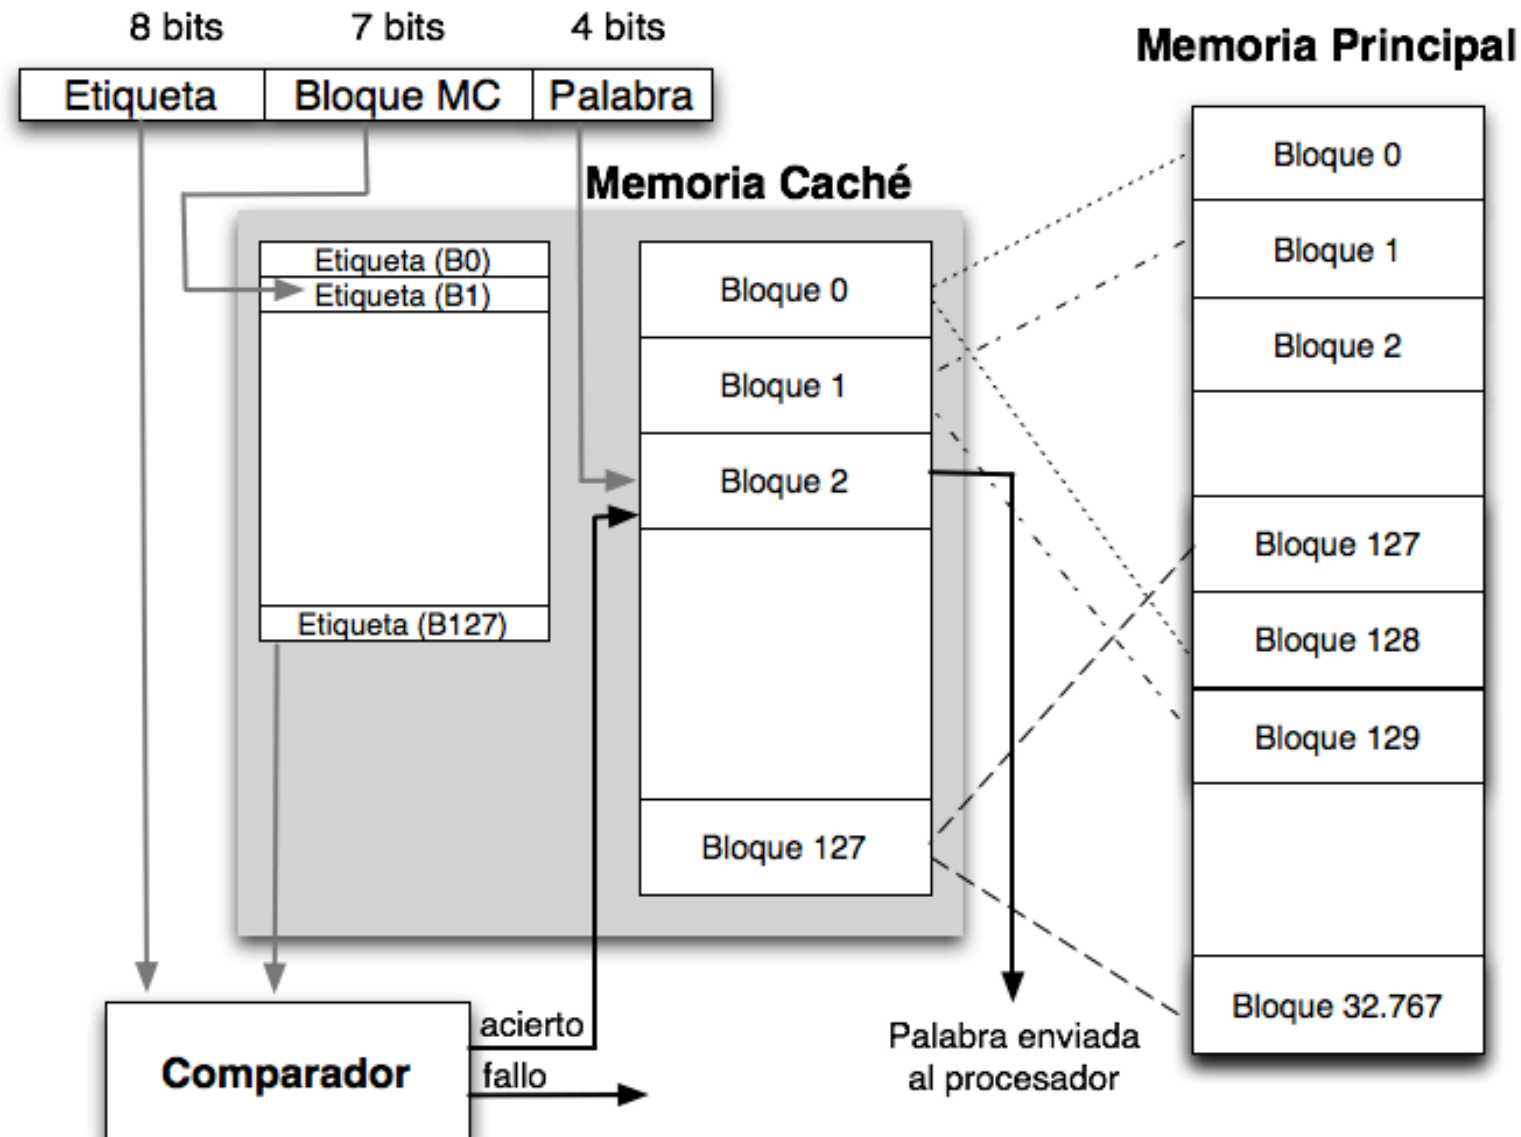 8 bits
7 bits
4 bits
Etiqueta
Bloque MC
Palabra
Memoria Caché
Etiqueta (B0)
Etiqueta (B1)
Etiqueta (B127)
Bloque 0
Bloque 1
Bloque 2
Bloque 127
Memoria Principal
Bloque 0
Bloque 1
Bloque 2
Bloque 127
Bloque 128
Bloque 129
Bloque 32.767
Comparador
acierto
fallo
Palabra enviada
al procesador